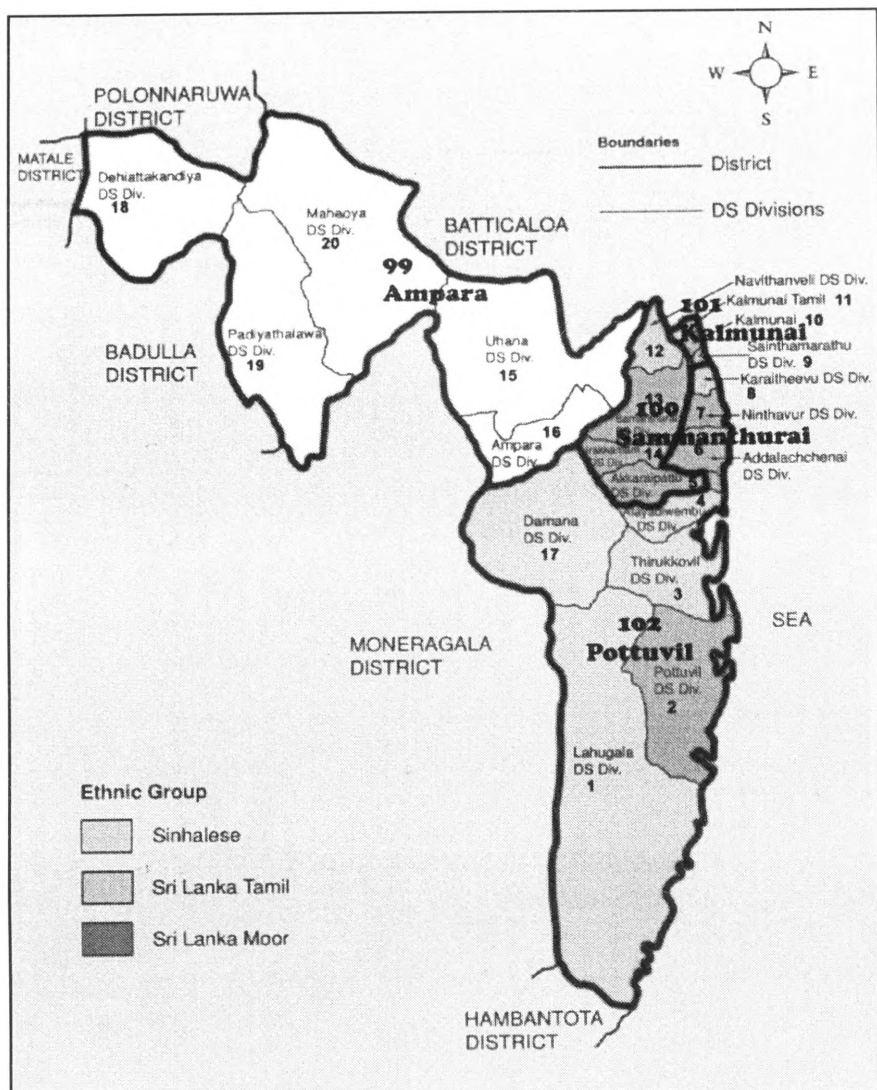 N
W E
S
POLONNARUWA
DISTRICT
MATALE
DISTRICT
Dehiattakandiya
DS Div.
18
Mahaoya
DS Div.
20
BATTICALOA
DISTRICT
Boundaries
District
DS Divisions
99
Ampara
Navithanveli DS Div.
101
Kalmunai
Kalmunai Tamil 11
Kalmunai 10
Sainthamarathu
DS Div. 9
Karaitheevu DS Div.
8
Ninthavur DS Div.
Addalachchenai
DS Div.
BADULLA
DISTRICT
Padiyathalawa
DS Div.
19
Uhana
DS Div.
15
12
13
100
Sammanthurai
7
6
16
Ampara
DS Div.
14
DS Div.
Akkaraipattu
DS Div.
5
4
DS Div.
Damana
DS Div.
17
Thirukkovil
DS Div.
3
SEA
MONERAGALA
DISTRICT
102
Pottuvil
Pottuvil
DS Div.
2
Lahugala
DS Div.
1
Ethnic Group
Sinhalese
Sri Lanka Tamil
Sri Lanka Moor
HAMBANTOTA
DISTRICT